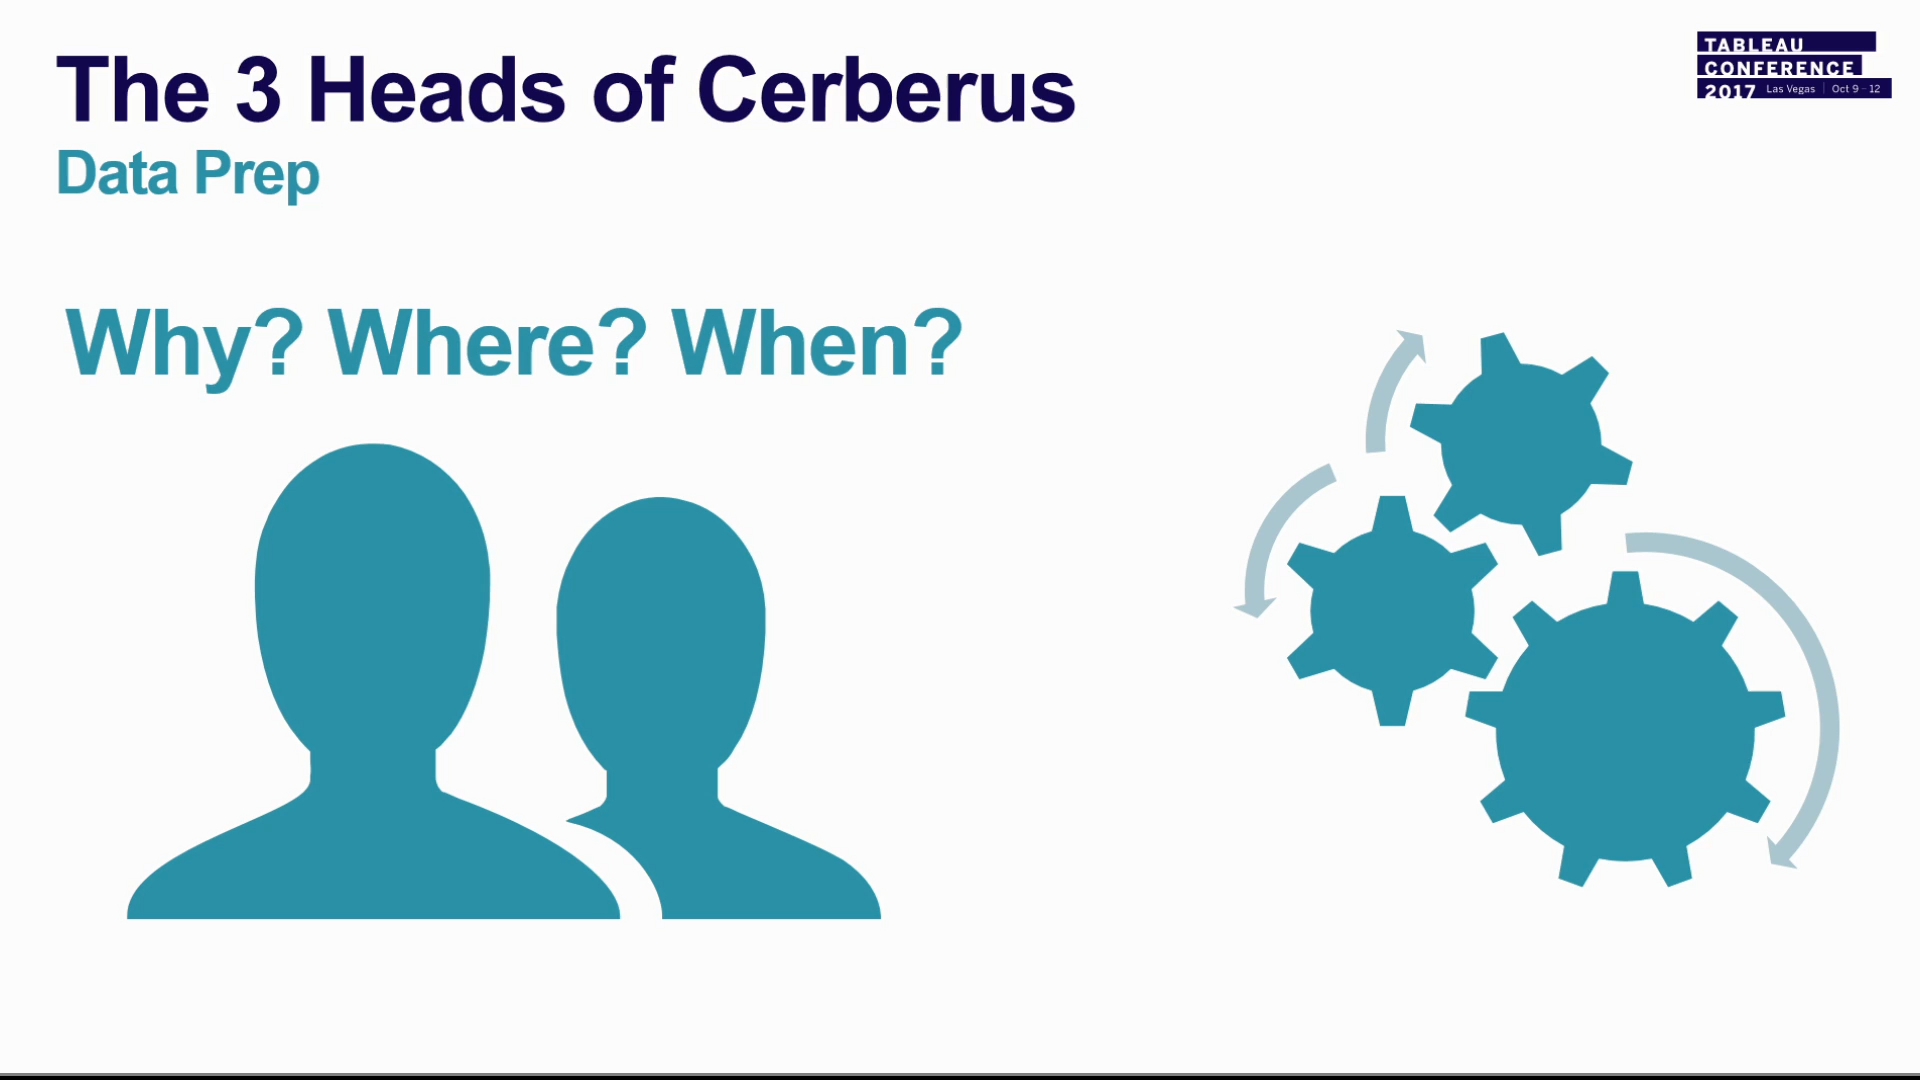 The 3 Heads of Cerberus
Data Prep
TABLEAU
CONFERENCE
2017 Las Vegas | Oct 9 - 12
Why? Where? When?